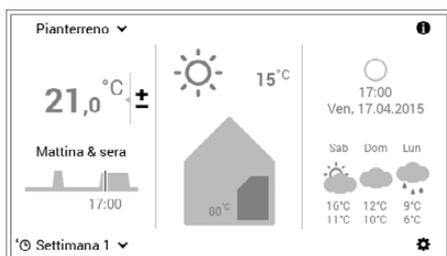 Pianterreno
21,0 °C ±
Mattina & sera
17:00
Settimana 1
15°C
80°C
17:00
Ven, 17.04.2015
Sab Dom Lun
16°C 12°C 9°C
11°C 10°C 6°C